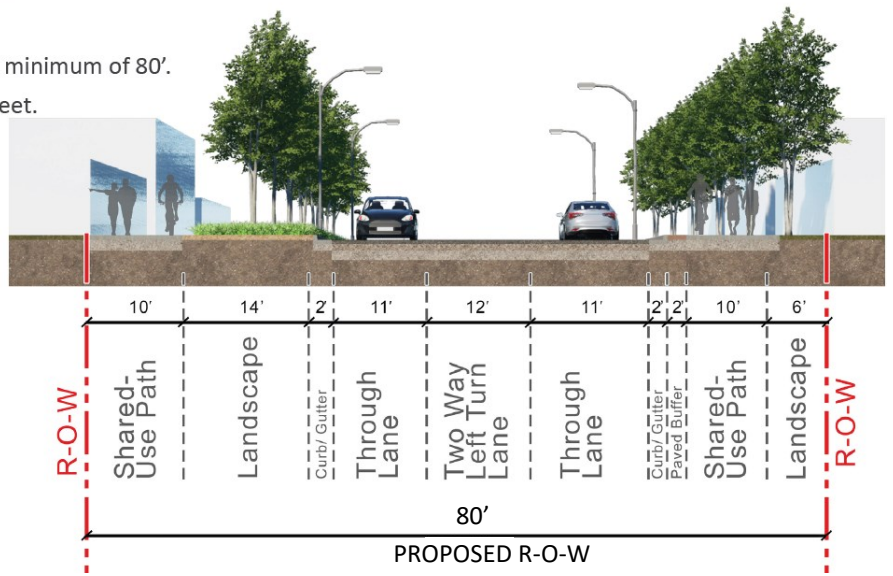 minimum of 80’.
eet.
10’ 14’ 2’ 11’ 12’ 11’ 2’ 2’ 10’ 6’
R-O-W
Shared-
Use Path
Landscape
Curb/ Gutter
Through
Lane
Two Way
Left Turn
Lane
Through
Lane
Curb/ Gutter
Paved Buffer
Shared-
Use Path
Landscape
R-O-W
80’
PROPOSED R-O-W